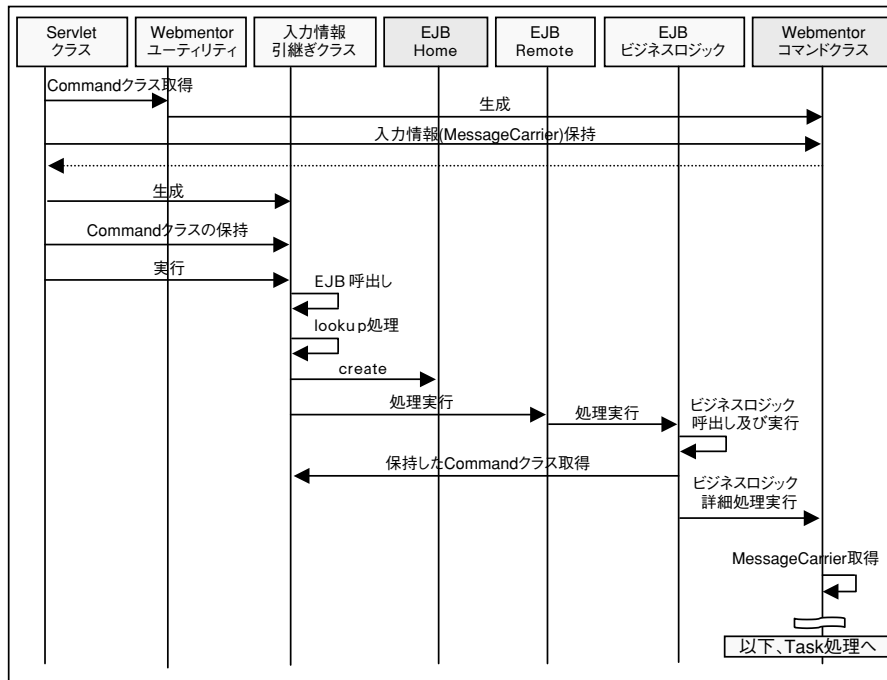 Servlet
クラス
Webmentor
ユーティリティ
入力情報
引継ぎクラス
EJB
Home
EJB
Remote
EJB
ビジネスロジック
Webmentor
コマンドクラス
Commandクラス取得
生成
入力情報(MessageCarrier)保持
生成
Commandクラスの保持
実行
EJB 呼出し
lookup処理
create
処理実行
処理実行
ビジネスロジック
呼出し及び実行
保持したCommandクラス取得
ビジネスロジック
詳細処理実行
MessageCarrier取得
以下、Task処理へ